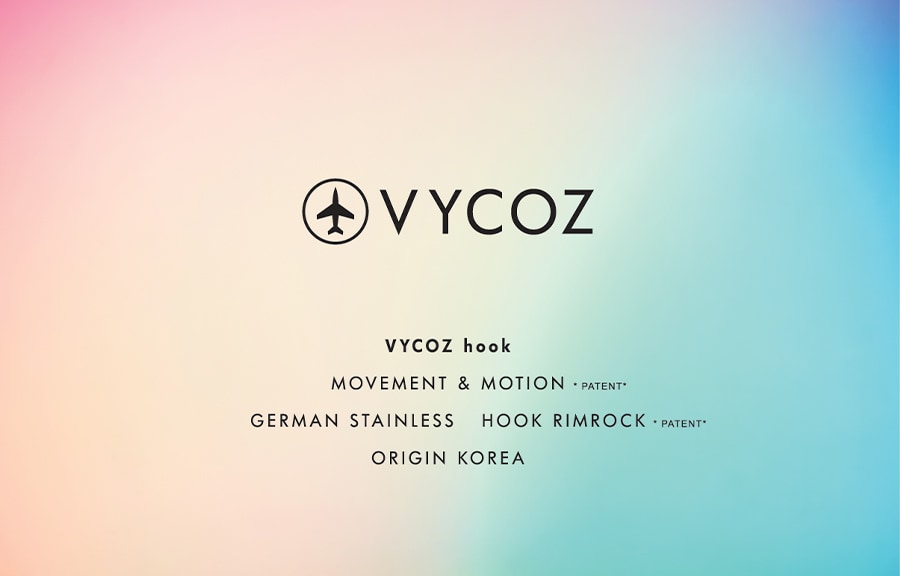 VYCOZ
VYCOZ hook
MOVEMENT & MOTION * PATENT*
GERMAN STAINLESS HOOK RIMROCK * PATENT*
ORIGIN KOREA